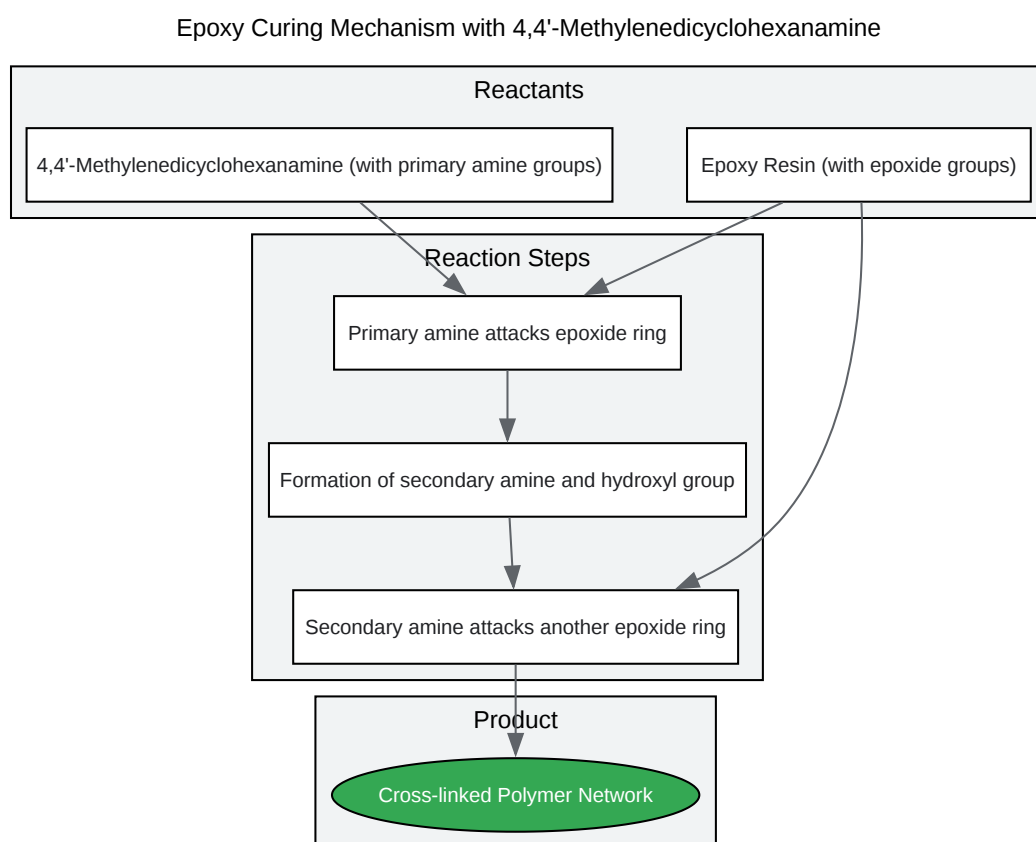 Epoxy Curing Mechanism with 4,4'-Methylenedicyclohexanamine
Reactants
4,4'-Methylenedicyclohexanamine (with primary amine groups)
Epoxy Resin (with epoxide groups)
Reaction Steps
Primary amine attacks epoxide ring
Formation of secondary amine and hydroxyl group
Secondary amine attacks another epoxide ring
Product
Cross-linked Polymer Network